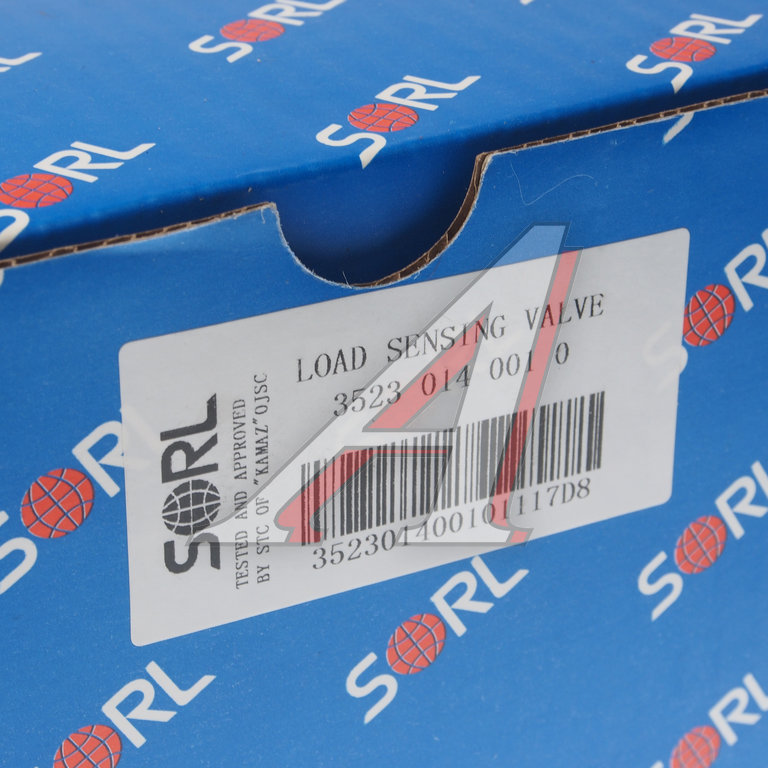 SORL
SORL
SORL
SORL
LOAD SENSING VALVE
3523 014 001 0
352301400101117D8
SORL
TESTED AND APPROVED
BY STC OF "KAMAZ"OJSC
SORL
SORL
SORL
SORL
SORL
SORL